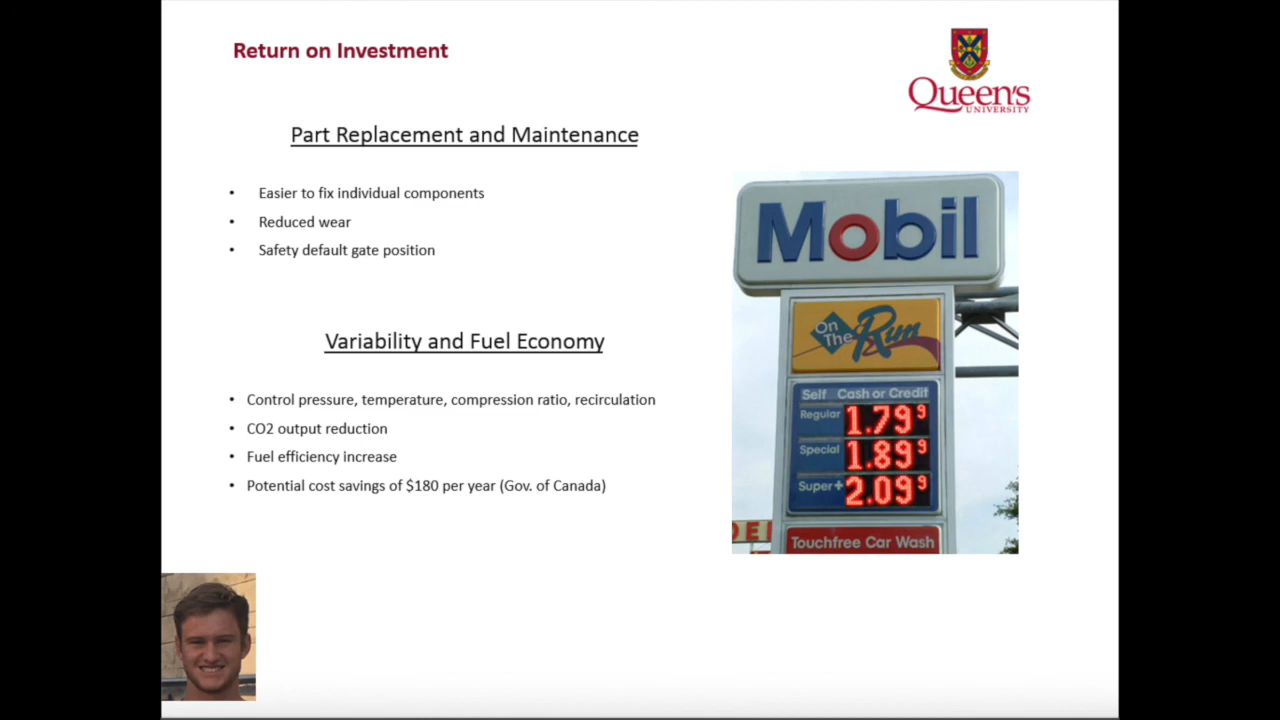 Return on Investment
Queen's
UNIVERSITY
Part Replacement and Maintenance
• Easier to fix individual components
• Reduced wear
• Safety default gate position
Variability and Fuel Economy
• Control pressure, temperature, compression ratio, recirculation
• CO2 output reduction
• Fuel efficiency increase
• Potential cost savings of $180 per year (Gov. of Canada)
Mobil
On
The Run
Self Cash or Credit
Regular 1.79 9
Special 1.89 9
Super+ 2.09 9
DEL
Touchfree Car Wash